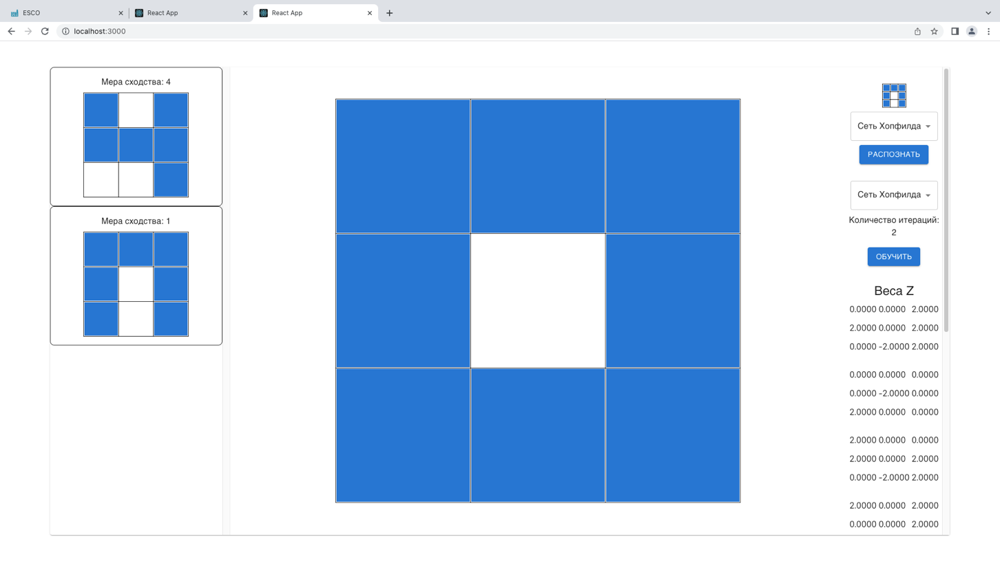 ESCO
React App
React App
localhost:3000
Мера сходства: 4
Мера сходства: 1
Сеть Хопфилда
РАСПОЗНАТЬ
Сеть Хопфилда
Количество итераций:
2
ОБУЧИТЬ
Веса Z
0.0000 0.0000 2.0000
2.0000 0.0000 2.0000
0.0000 -2.0000 2.0000
0.0000 0.0000 0.0000
0.0000 -2.0000 0.0000
2.0000 0.0000 0.0000
2.0000 0.0000 0.0000
2.0000 0.0000 2.0000
0.0000 -2.0000 2.0000
2.0000 0.0000 2.0000
0.0000 0.0000 2.0000